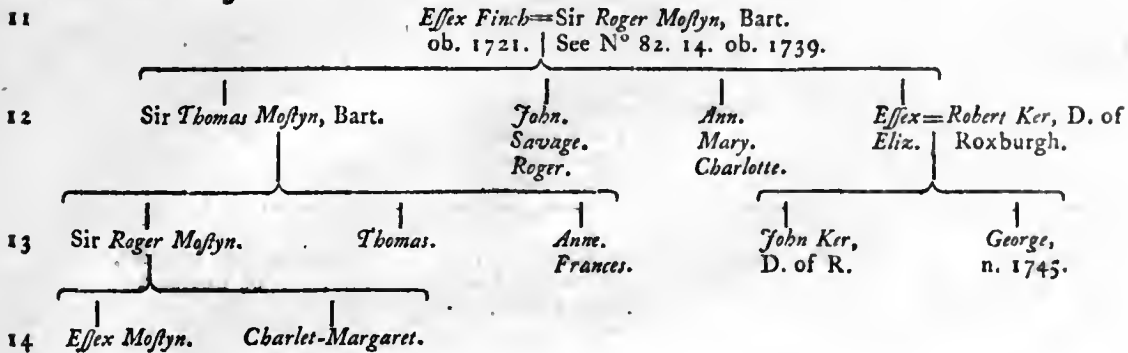 11 Eſſex Finch=Sir Roger Moſtyn, Bart.
ob. 1721. See N° 82. 14. ob. 1739.
12 Sir Thomas Moſtyn, Bart. John. Ann. Eſſex=Robert Ker, D. of
Savage. Mary. Eliz. Roxburgh.
Roger. Charlotte.
13 Sir Roger Moſtyn. Thomas. Anne. John Ker, George,
Frances. D. of R. n. 1745.
14 Eſſex Moſtyn. Charlet-Margaret.